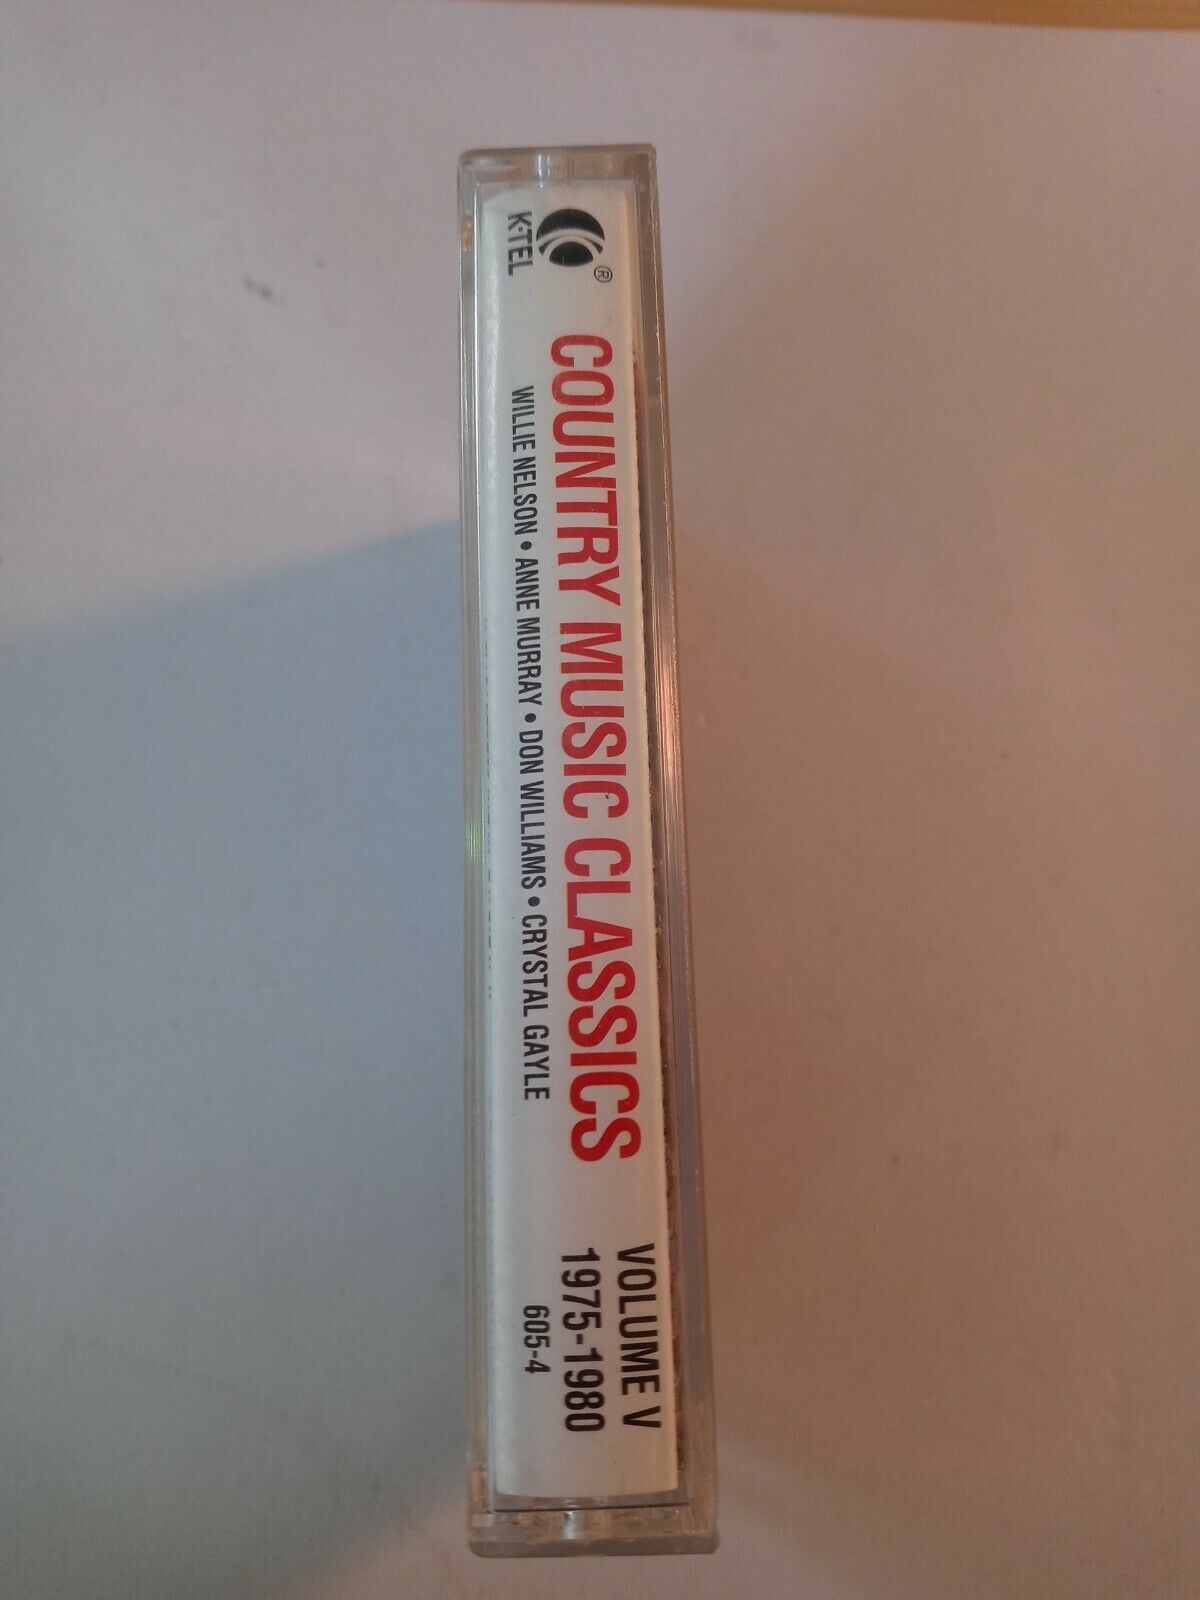 K-TEL
®
COUNTRY MUSIC CLASSICS
WILLIE NELSON • ANNE MURRAY • DON WILLIAMS • CRYSTAL GAYLE
VOLUME V
1975-1980
605-4